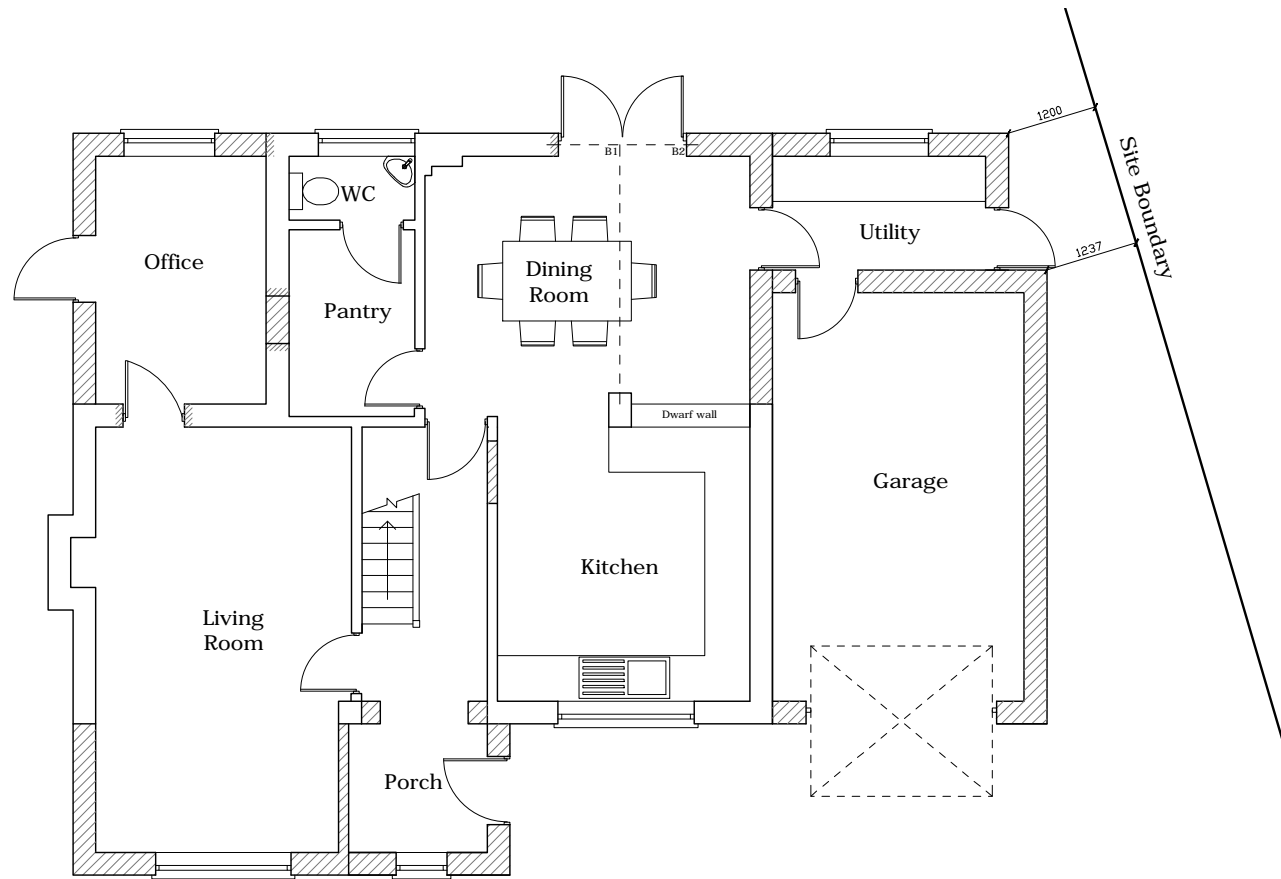 1200
B1
B2
Site Boundary
WC
Utility
1237
Office
Dining
Room
Pantry
Dwarf wall
Garage
Kitchen
Living
Room
Porch